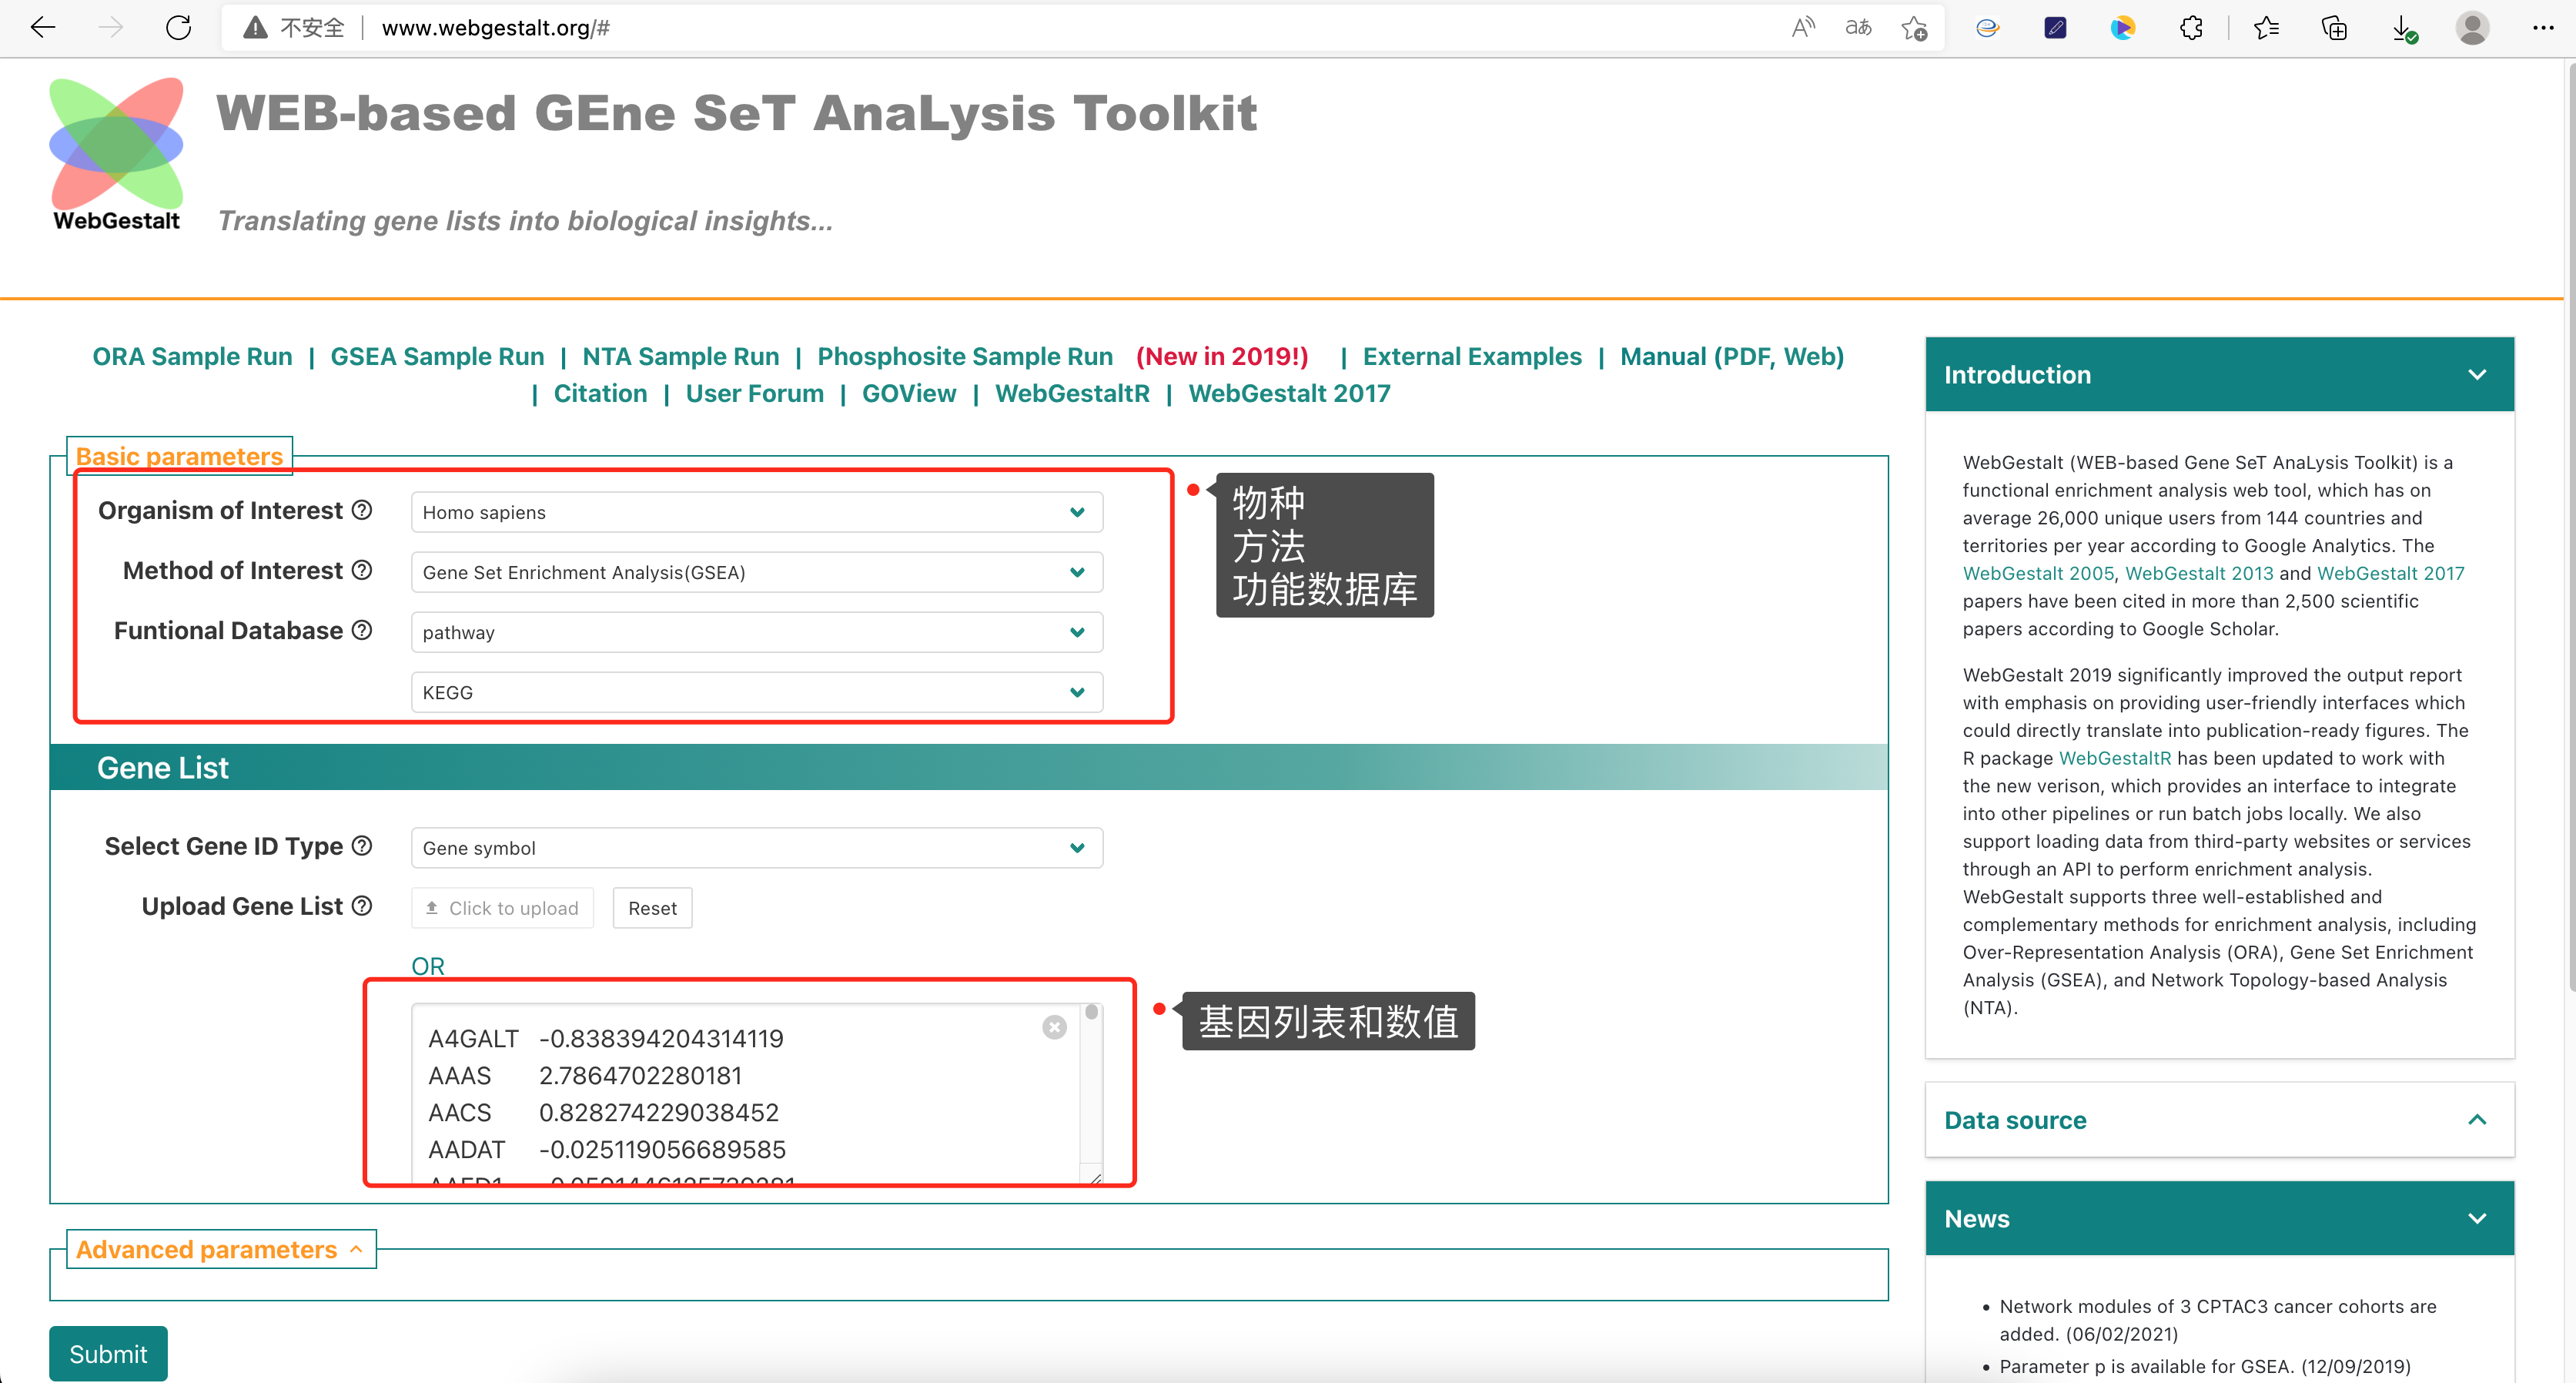 不安全 www.webgestalt.org/#
WEB-based GEne SeT AnaLysis Toolkit
WebGestalt
Translating gene lists into biological insights...
ORA Sample Run | GSEA Sample Run | NTA Sample Run | Phosphosite Sample Run (New in 2019!) | External Examples | Manual (PDF, Web)
| Citation | User Forum | GOView | WebGestaltR | WebGestalt 2017
Basic parameters
Organism of Interest
Homo sapiens
Method of Interest
Gene Set Enrichment Analysis(GSEA)
Funtional Database
pathway
KEGG
物种
方法
功能数据库
Gene List
Select Gene ID Type
Gene symbol
Upload Gene List
Click to upload
Reset
OR
A4GALT -0.838394204314119
AAAS 2.7864702280181
AACS 0.828274229038452
AADAT -0.025119056689585
基因列表和数值
Advanced parameters
Submit
Introduction
WebGestalt (WEB-based Gene SeT AnaLysis Toolkit) is a
functional enrichment analysis web tool, which has on
average 26,000 unique users from 144 countries and
territories per year according to Google Analytics. The
WebGestalt 2005, WebGestalt 2013 and WebGestalt 2017
papers have been cited in more than 2,500 scientific
papers according to Google Scholar.
WebGestalt 2019 significantly improved the output report
with emphasis on providing user-friendly interfaces which
could directly translate into publication-ready figures. The
R package WebGestaltR has been updated to work with
the new verison, which provides an interface to integrate
into other pipelines or run batch jobs locally. We also
support loading data from third-party websites or services
through an API to perform enrichment analysis.
WebGestalt supports three well-established and
complementary methods for enrichment analysis, including
Over-Representation Analysis (ORA), Gene Set Enrichment
Analysis (GSEA), and Network Topology-based Analysis
(NTA).
Data source
News
Network modules of 3 CPTAC3 cancer cohorts are
added. (06/02/2021)
Parameter p is available for GSEA. (12/09/2019)